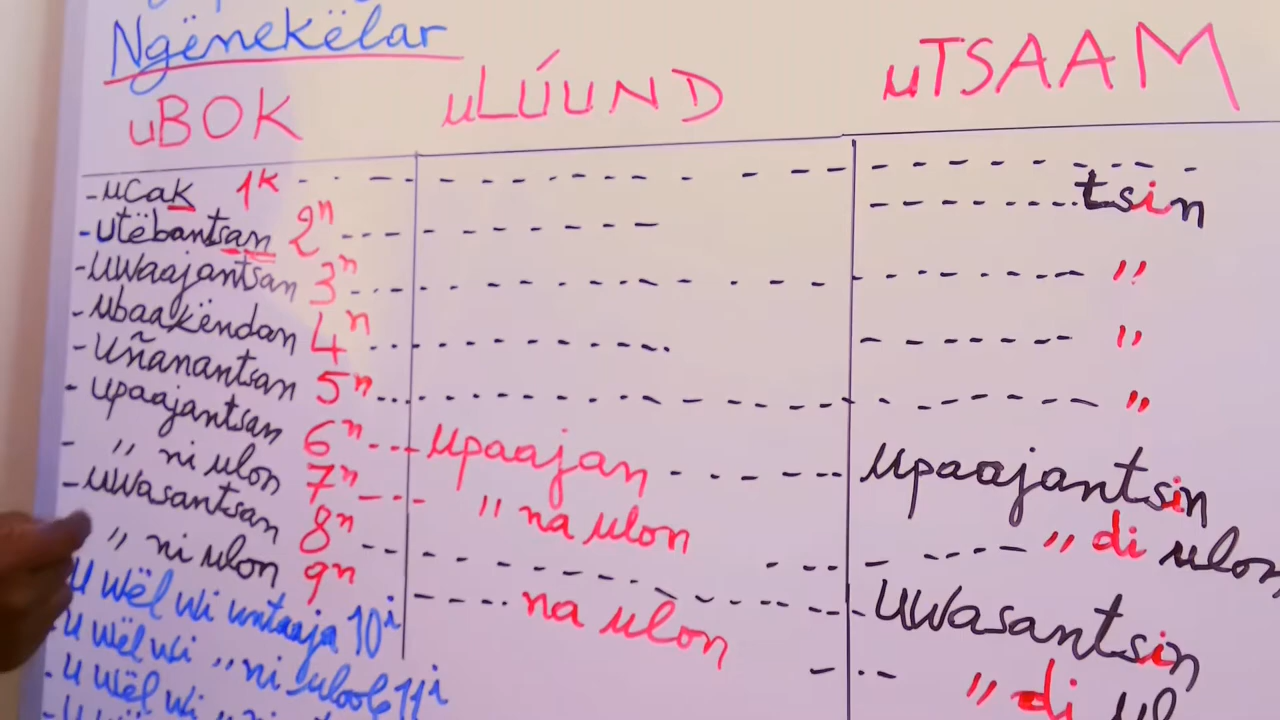 Ngënekëlar
uBOK uLÚUND uTSAAM
- ucak 1k
- utëbantsan 2n tsin
- uwaajantsan 3n "
- ubaakëndan 4n "
- uñanantsan 5n "
- upaajantsan 6n upaajan upaajantsin
- " ni ulon 7n " na ulon " di ulon
- uwasantsan 8n uwasantsin
" ni ulon 9n na ulon " di
u wël wi untaaja 10i
- u wël wi " ni uloole 11i
- u wël wi